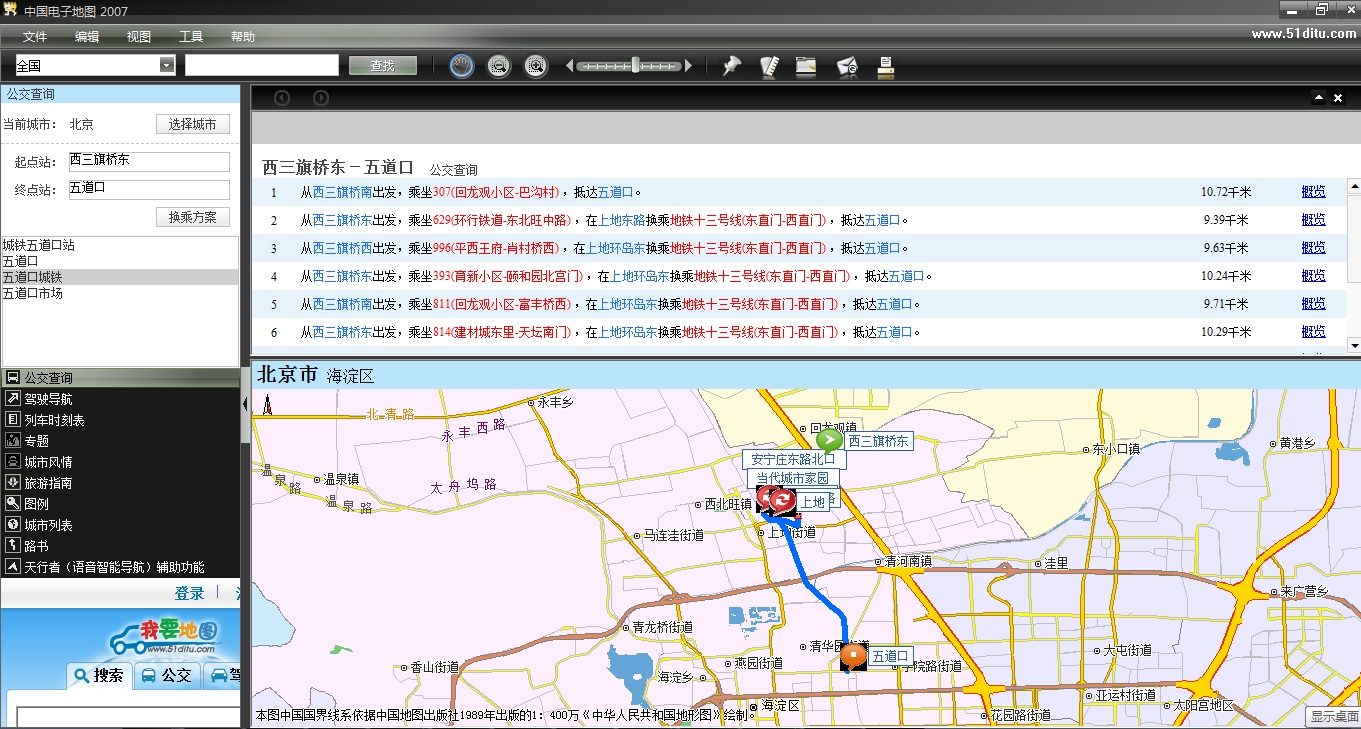 中国电子地图 2007
文件 编辑 视图 工具 帮助
www.51ditu.com
全国 查找
公交查询
当前城市： 北京 选择城市
起点站： 西三旗桥东
终点站： 五道口
换乘方案
城铁五道口站
五道口
五道口城铁
五道口市场
公交查询
驾驶导航
列车时刻表
专题
城市风情
旅游指南
图例
城市列表
路书
天行者（语音智能导航）辅助功能
登录
我要地图
www.51ditu.com
搜索 公交 驾
西三旗桥东－五道口 公交查询
1 从西三旗桥南出发，乘坐307(回龙观小区-巴沟村)，抵达五道口。 10.72千米 概览
2 从西三旗桥东出发，乘坐629(环行铁道-东北旺中路)，在上地东路换乘地铁十三号线(东直门-西直门)，抵达五道口。 9.39千米 概览
3 从西三旗桥西出发，乘坐996(平西王府-肖村桥西)，在上地环岛东换乘地铁十三号线(东直门-西直门)，抵达五道口。 9.63千米 概览
4 从西三旗桥东出发，乘坐393(育新小区-颐和园北宫门)，在上地环岛东换乘地铁十三号线(东直门-西直门)，抵达五道口。 10.24千米 概览
5 从西三旗桥南出发，乘坐811(回龙观小区-富丰桥西)，在上地环岛东换乘地铁十三号线(东直门-西直门)，抵达五道口。 9.71千米 概览
6 从西三旗桥东出发，乘坐814(建材城东里-天坛南门)，在上地环岛东换乘地铁十三号线(东直门-西直门)，抵达五道口。 10.29千米 概览
北京市 海淀区
永丰乡
北清路
永丰西路
回龙观镇
西三旗桥东
黄港乡
东小口镇
安宁庄东路北口
当代城市家园
温泉路
温泉镇
太舟坞路
温泉路
西北旺镇
上地
马连洼街道
上地街道
清河南镇
洼里
来广营乡
青龙桥街道
清华园街道
五道口
大屯街道
香山街道
燕园街道
学院路街道
海淀乡
亚运村街道
海淀区
太阳宫地区
花园路街道
本图中国国界线系依据中国地图出版社1989年出版的1：400万《中华人民共和国地形图》绘制。
显示桌面